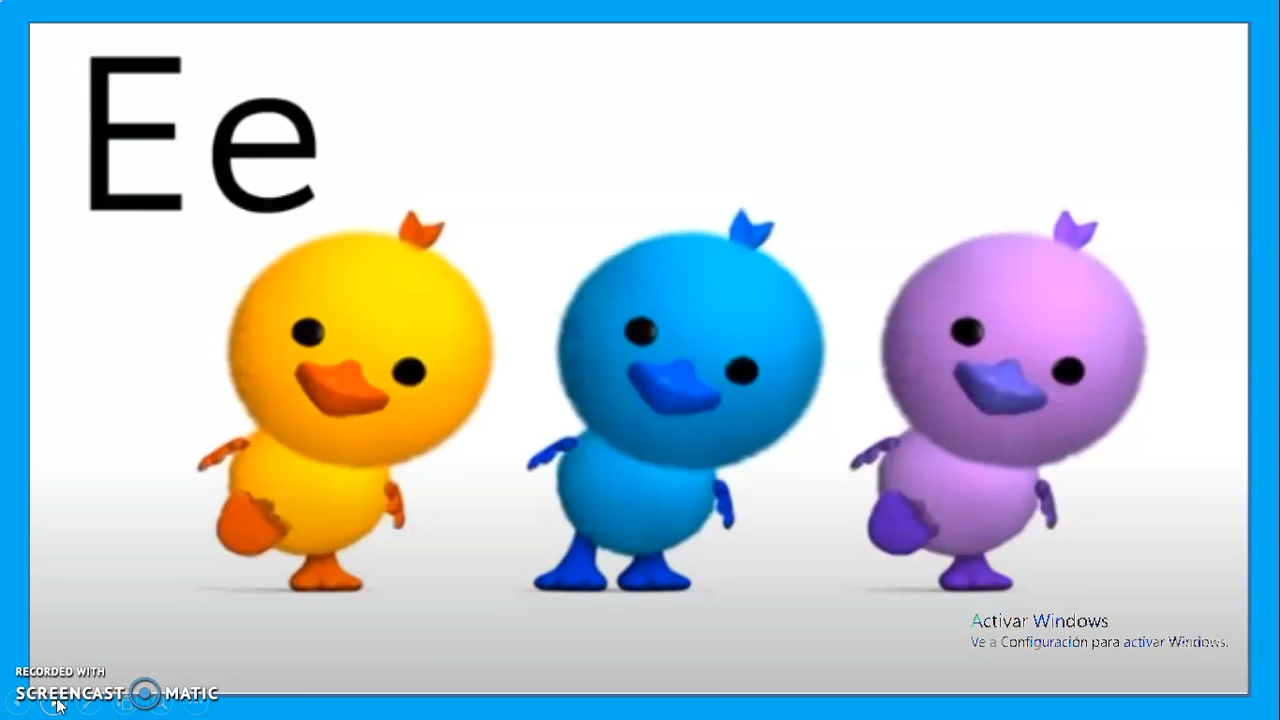 Ee
Activar Windows
Ve a Configuración para activar Windows.
RECORDED WITH
SCREENCAST MATIC